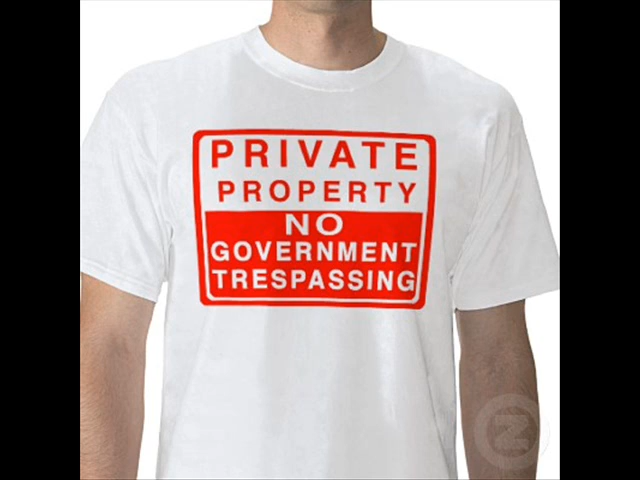 PRIVATE
PROPERTY
NO
GOVERNMENT
TRESPASSING
Z